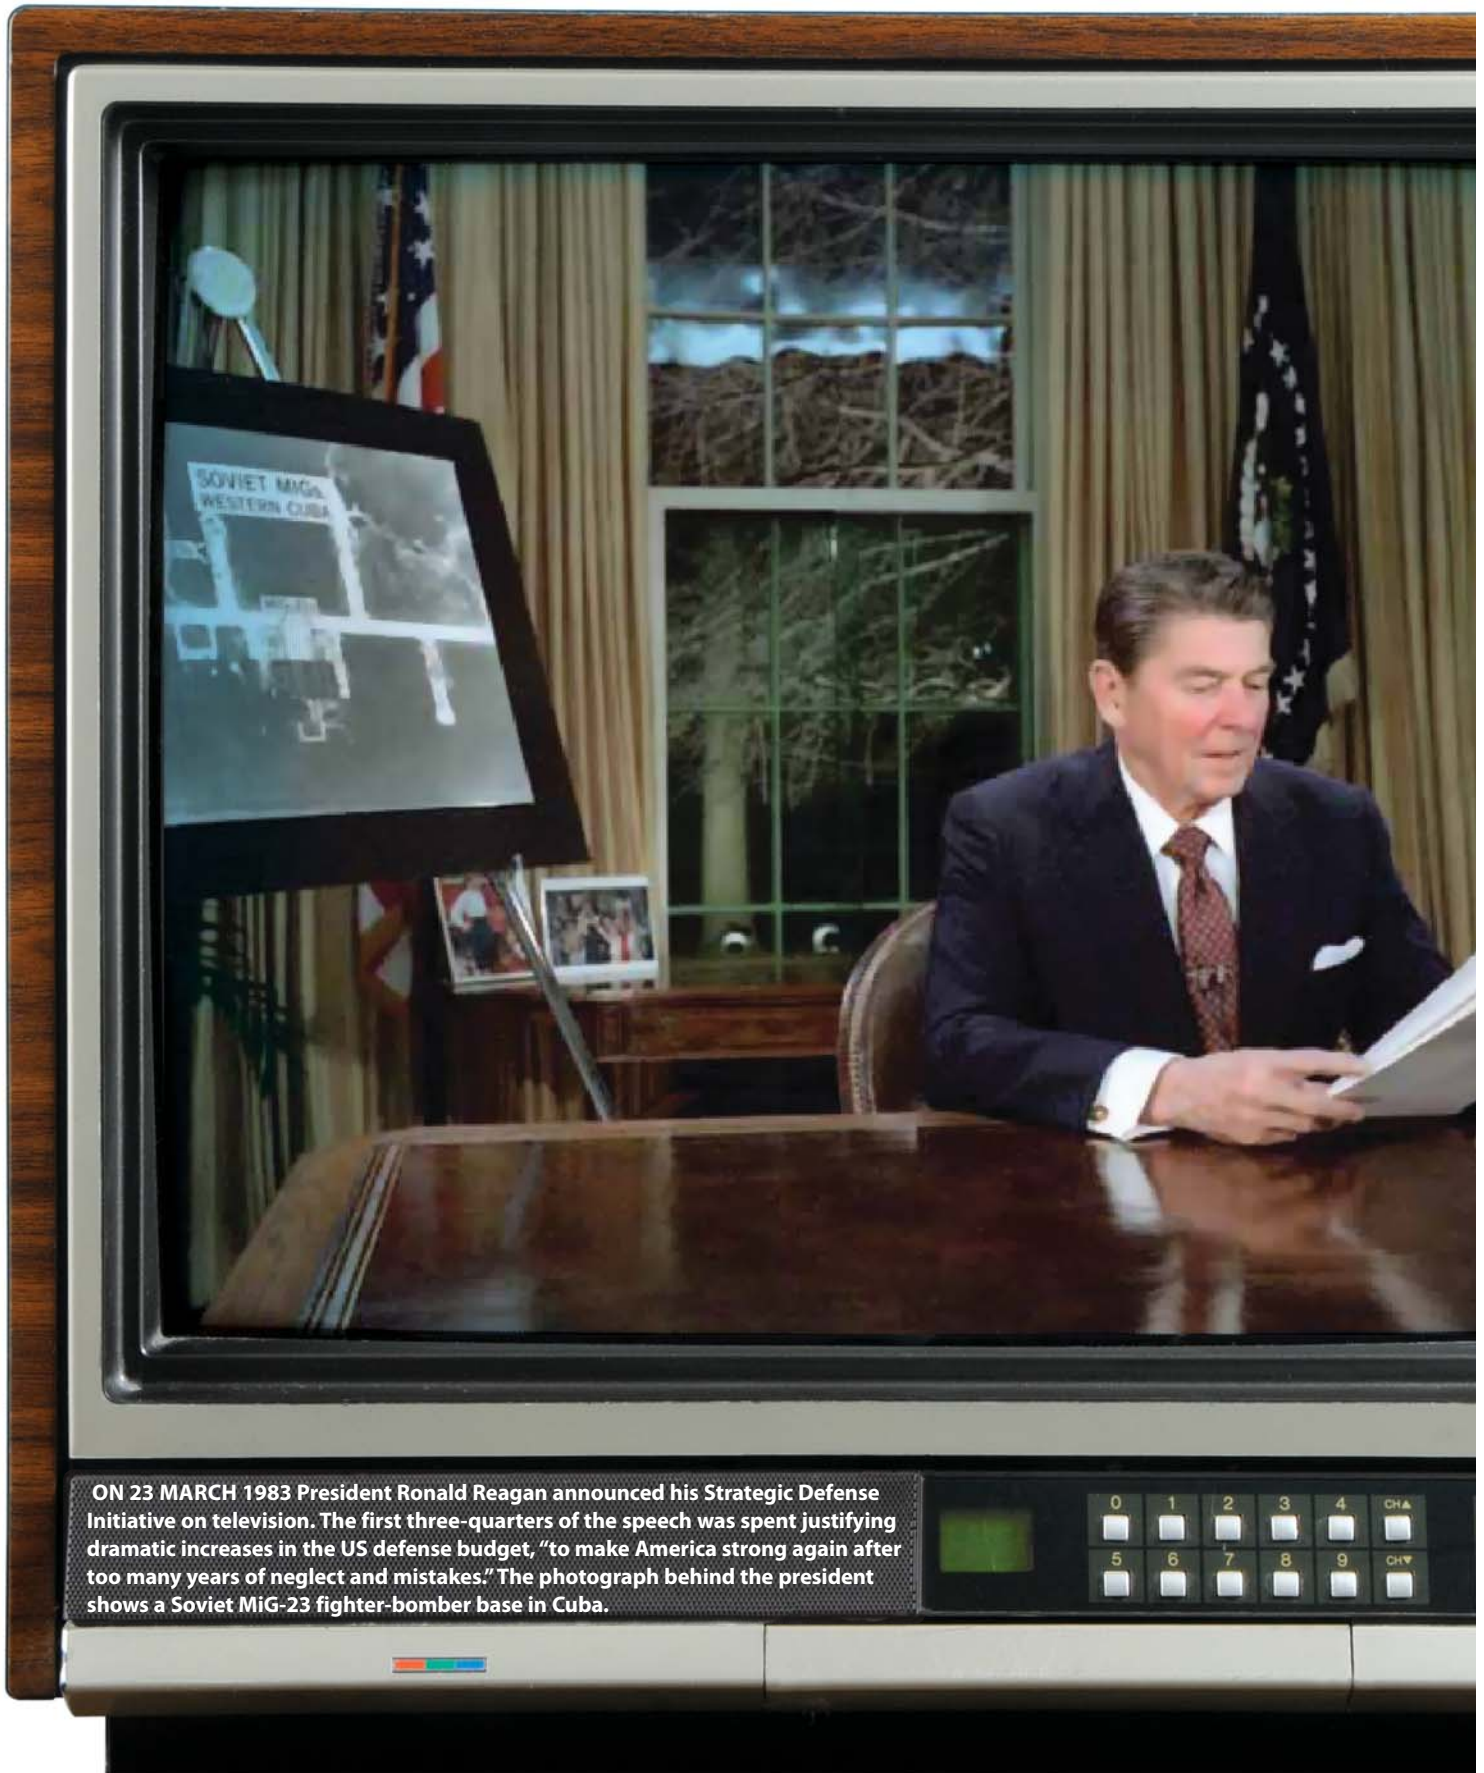 SOVIET MIGs
WESTERN CUBA
ON 23 MARCH 1983 President Ronald Reagan announced his Strategic Defense
Initiative on television. The first three-quarters of the speech was spent justifying
dramatic increases in the US defense budget, “to make America strong again after
too many years of neglect and mistakes.” The photograph behind the president
shows a Soviet MiG-23 fighter-bomber base in Cuba.
0 1 2 3 4 CH▲
5 6 7 8 9 CH▼